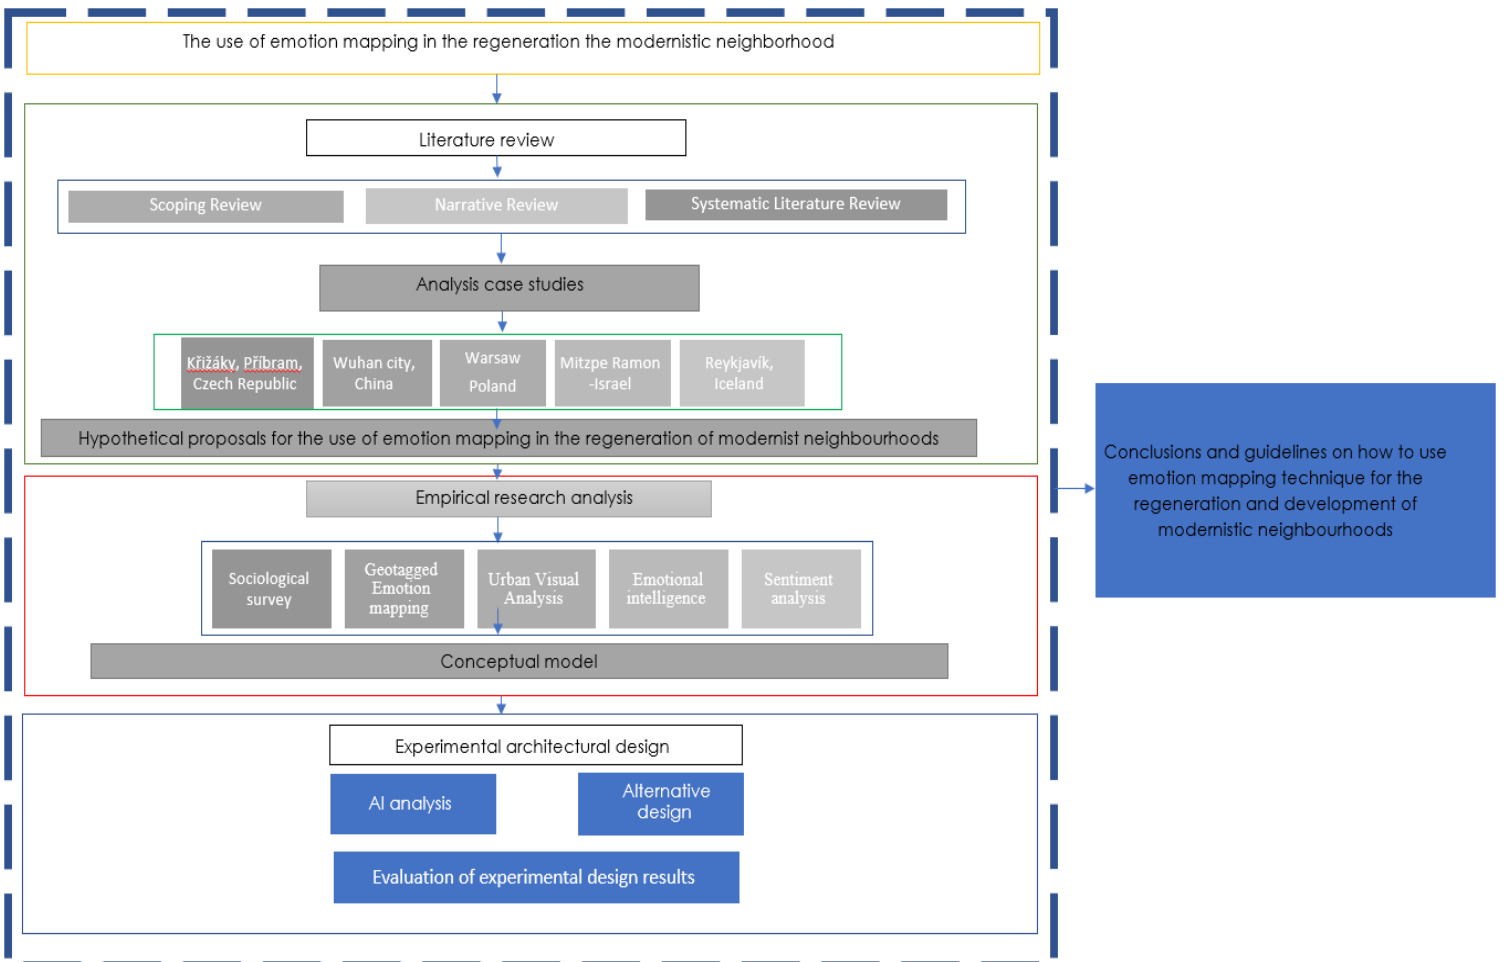 The use of emotion mapping in the regeneration the modernistic neighborhood
Literature review
Scoping Review
Narrative Review
Systematic Literature Review
Analysis case studies
Křižáky, Příbram,
Czech Republic
Wuhan city,
China
Warsaw
Poland
Mitzpe Ramon
-Israel
Reykjavík,
Iceland
Hypothetical proposals for the use of emotion mapping in the regeneration of modernist neighbourhoods
Empirical research analysis
Sociological
survey
Geotagged
Emotion
mapping
Urban Visual
Analysis
Emotional
intelligence
Sentiment
analysis
Conceptual model
Experimental architectural design
AI analysis
Alternative
design
Evaluation of experimental design results
Conclusions and guidelines on how to use
emotion mapping technique for the
regeneration and development of
modernistic neighbourhoods